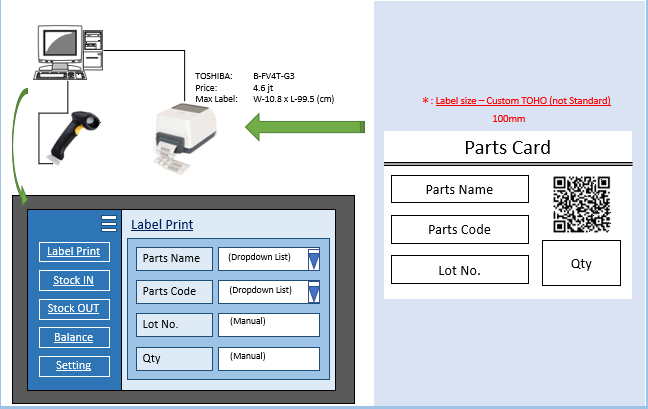 TOSHIBA: B-FV4T-G3
Price: 4.6 jt
Max Label: W-10.8 x L-99.5 (cm)
*: Label size – Custom TOHO (not Standard)
100mm
Parts Card
Parts Name
Parts Code
Lot No.
Qty
Label Print
Stock IN
Stock OUT
Balance
Setting
Label Print
Parts Name (Dropdown List)
Parts Code (Dropdown List)
Lot No. (Manual)
Qty (Manual)